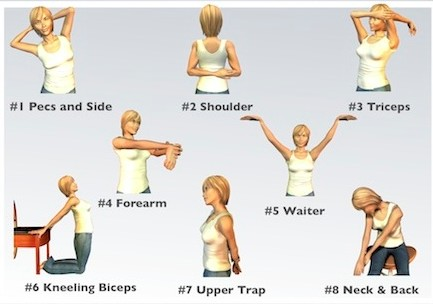 #1 Pecs and Side
#2 Shoulder
#3 Triceps
#4 Forearm
#5 Waiter
#6 Kneeling Biceps
#7 Upper Trap
#8 Neck & Back